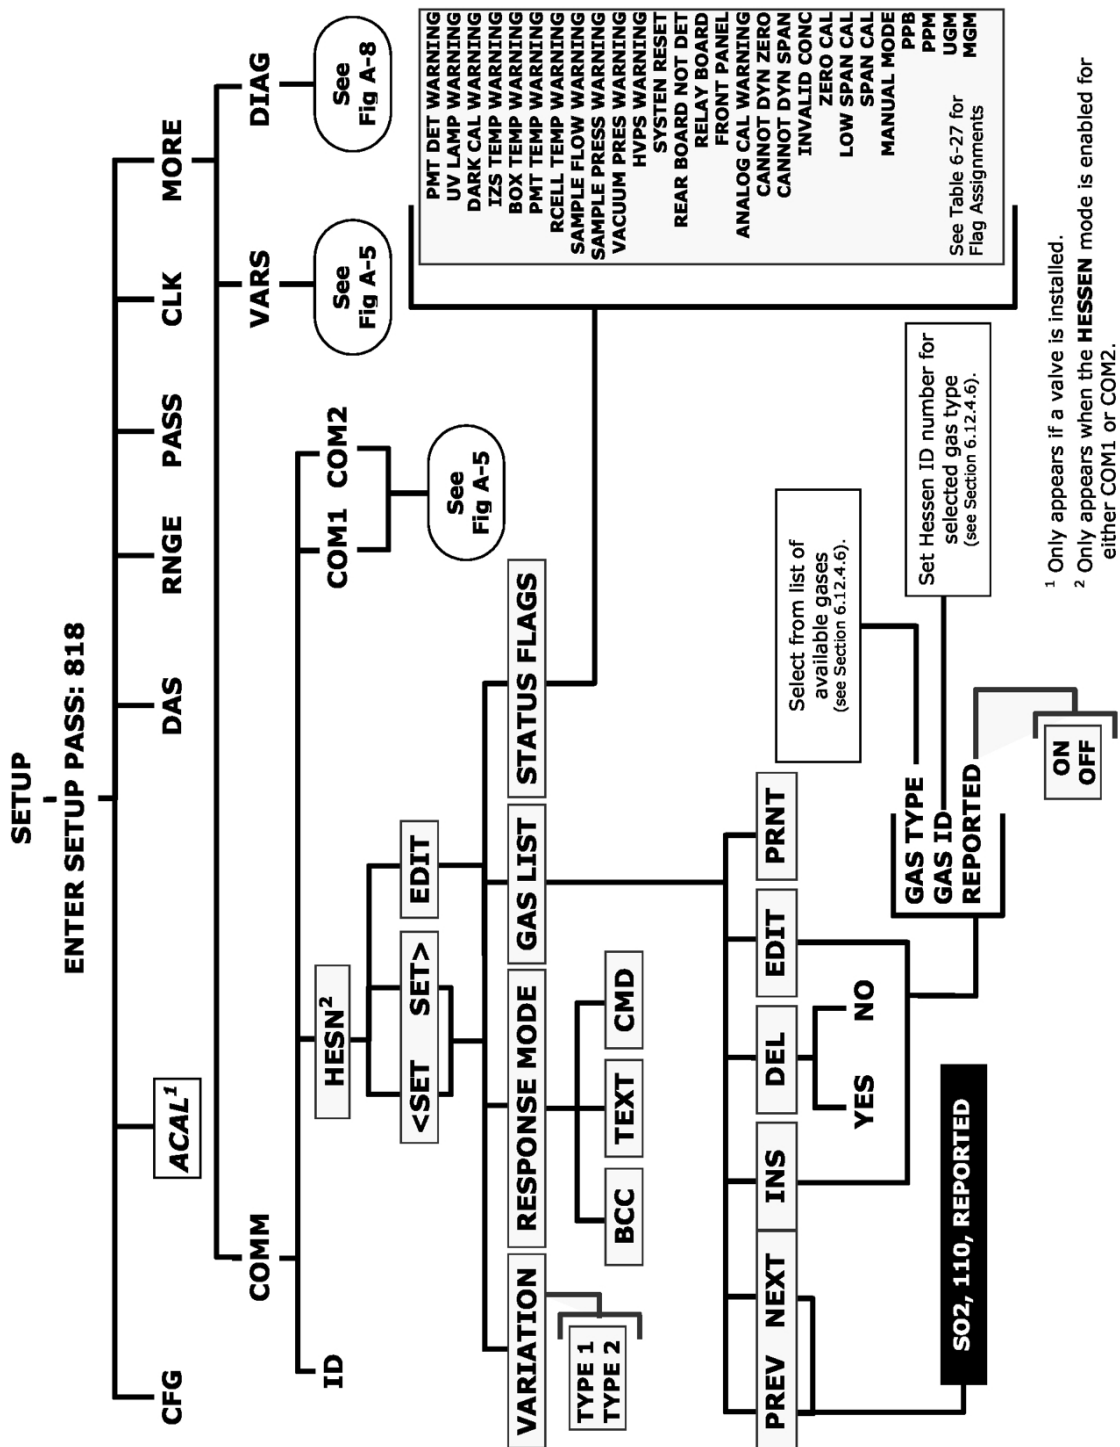 SETUP
ENTER SETUP PASS: 818
CFG
ACAL¹
DAS
RNGE
PASS
CLK
MORE
COMM
VARS
DIAG
See
Fig A-5
See
Fig A-8
ID
HESN²
COM1
COM2
See
Fig A-5
<SET
SET>
EDIT
VARIATION
RESPONSE MODE
GAS LIST
STATUS FLAGS
TYPE 1
TYPE 2
BCC
TEXT
CMD
PMT DET WARNING
UV LAMP WARNING
DARK CAL WARNING
IZS TEMP WARNING
BOX TEMP WARNING
PMT TEMP WARNING
RCELL TEMP WARNING
SAMPLE FLOW WARNING
SAMPLE PRESS WARNING
VACUUM PRES WARNING
HVPS WARNING
SYSTEN RESET
REAR BOARD NOT DET
RELAY BOARD
FRONT PANEL
ANALOG CAL WARNING
CANNOT DYN ZERO
CANNOT DYN SPAN
INVALID CONC
ZERO CAL
LOW SPAN CAL
SPAN CAL
MANUAL MODE
PPB
PPM
UGM
MGM
See Table 6-27 for
Flag Assignments
PREV
NEXT
INS
DEL
EDIT
PRNT
YES
NO
SO2, 110, REPORTED
Select from list of
available gases
(see Section 6.12.4.6).
GAS TYPE
GAS ID
REPORTED
Set Hessen ID number for
selected gas type
(see Section 6.12.4.6).
ON
OFF
¹ Only appears if a valve is installed.
² Only appears when the HESSEN mode is enabled for
either COM1 or COM2.